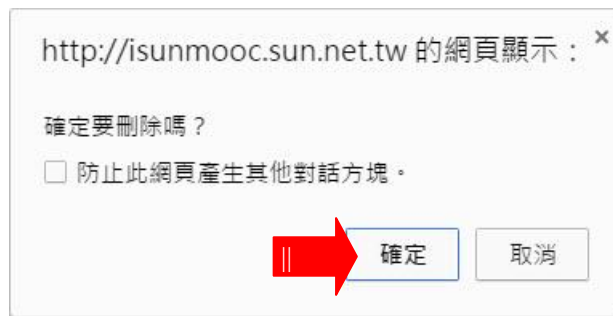 http://isunmooc.sun.net.tw 的網頁顯示：
確定要刪除嗎？
防止此網頁產生其他對話方塊。
確定
取消